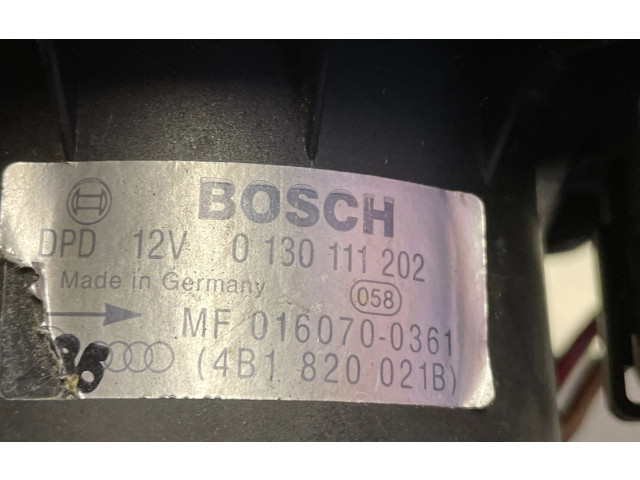 BOSCH
DPD 12V 0 130 111 202
Made in Germany 058
MF 016070-0361
(4B1 820 021B)